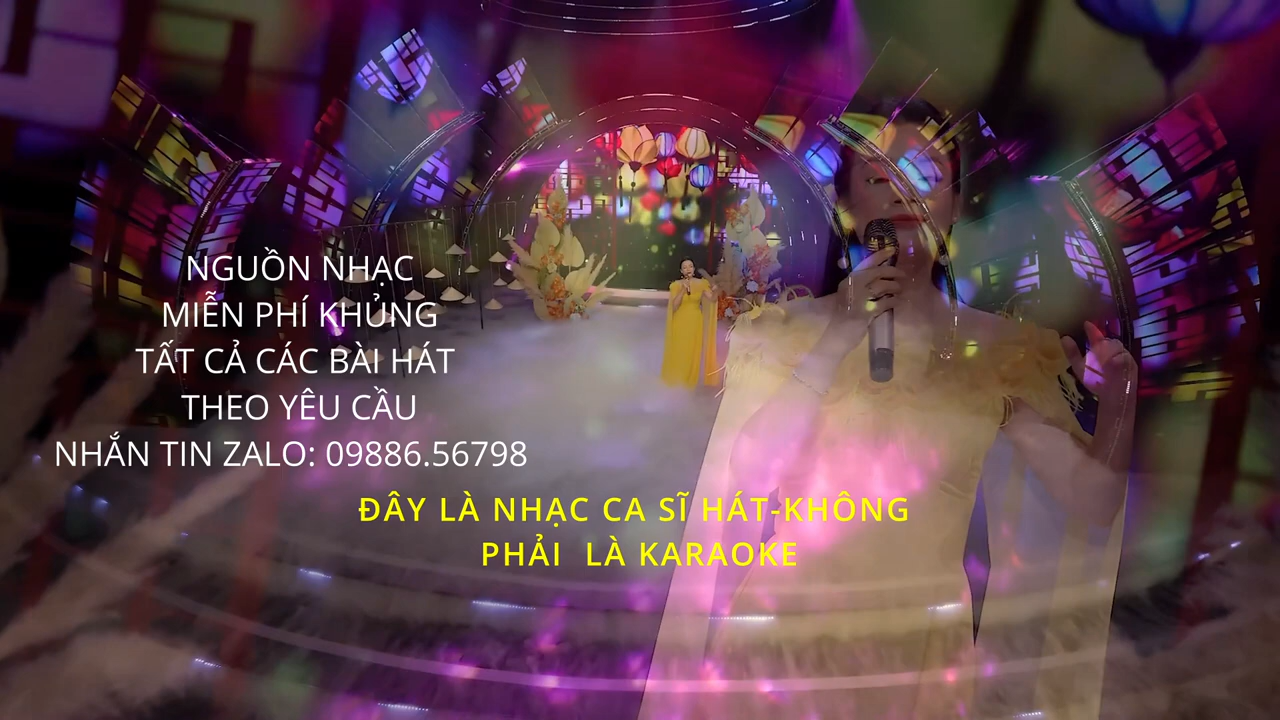 NGUỒN NHẠC
MIỄN PHÍ KHỦNG
TẤT CẢ CÁC BÀI HÁT
THEO YÊU CẦU
NHẮN TIN ZALO: 09886.56798
ĐÂY LÀ NHẠC CA SĨ HÁT-KHÔNG
PHẢI LÀ KARAOKE